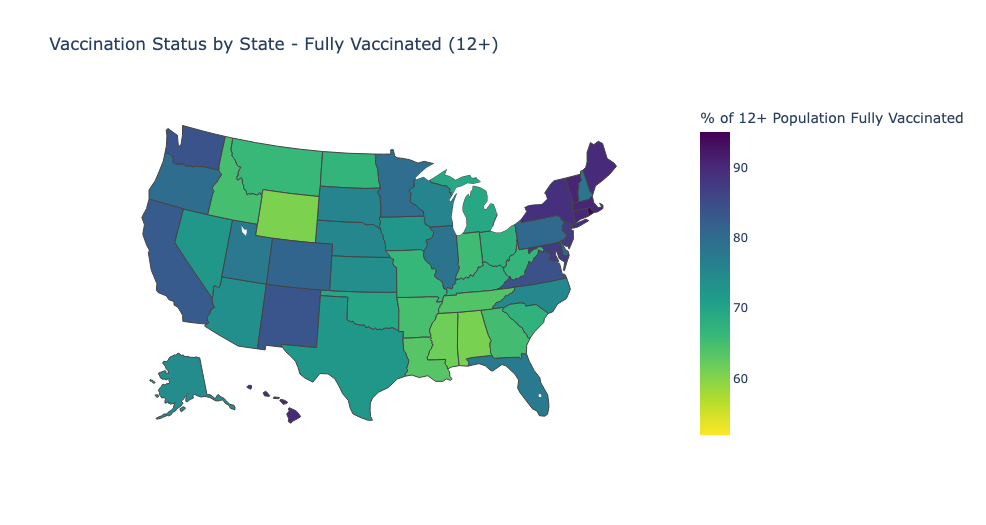 Vaccination Status by State - Fully Vaccinated (12+)
% of 12+ Population Fully Vaccinated
90
80
70
60